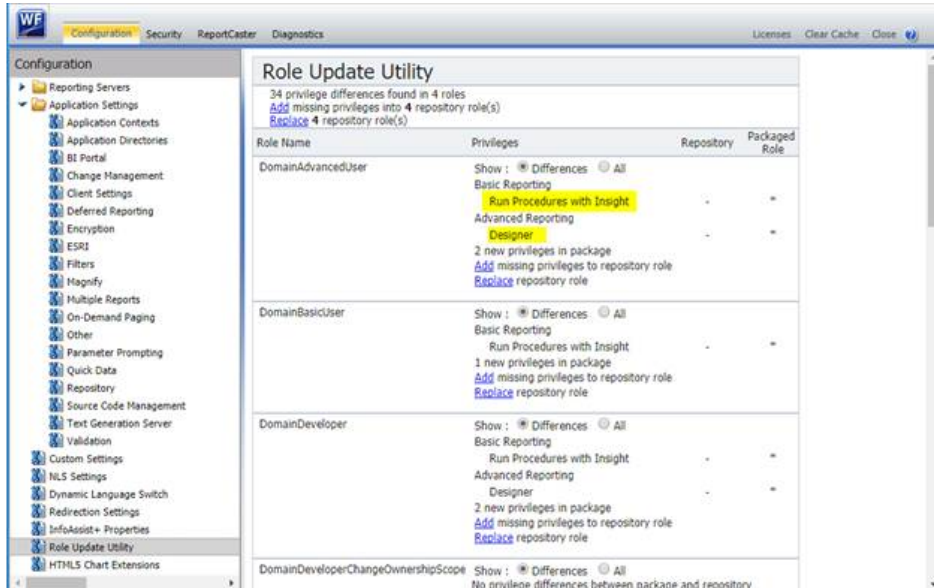 WF
Configuration Security ReportCaster Diagnostics Licenses Clear Cache Close ?
Configuration
Reporting Servers
Application Settings
Application Contexts
Application Directories
BI Portal
Change Management
Client Settings
Deferred Reporting
Encryption
ESRI
Filters
Magnify
Multiple Reports
On-Demand Paging
Other
Parameter Prompting
Quick Data
Repository
Source Code Management
Text Generation Server
Validation
Custom Settings
NLS Settings
Dynamic Language Switch
Redirection Settings
InfoAssist+ Properties
Role Update Utility
HTML5 Chart Extensions
Role Update Utility
34 privilege differences found in 4 roles
Add missing privileges into 4 repository role(s)
Replace 4 repository role(s)
Role Name Privileges Repository Packaged Role
DomainAdvancedUser Show : Differences All
Basic Reporting
Run Procedures with Insight - *
Advanced Reporting
Designer - *
2 new privileges in package
Add missing privileges to repository role
Replace repository role
DomainBasicUser Show : Differences All
Basic Reporting
Run Procedures with Insight - *
1 new privileges in package
Add missing privileges to repository role
Replace repository role
DomainDeveloper Show : Differences All
Basic Reporting
Run Procedures with Insight - *
Advanced Reporting
Designer - *
2 new privileges in package
Add missing privileges to repository role
Replace repository role
DomainDeveloperChangeOwnershipScope Show : Differences All
No privilege differences between package and repository